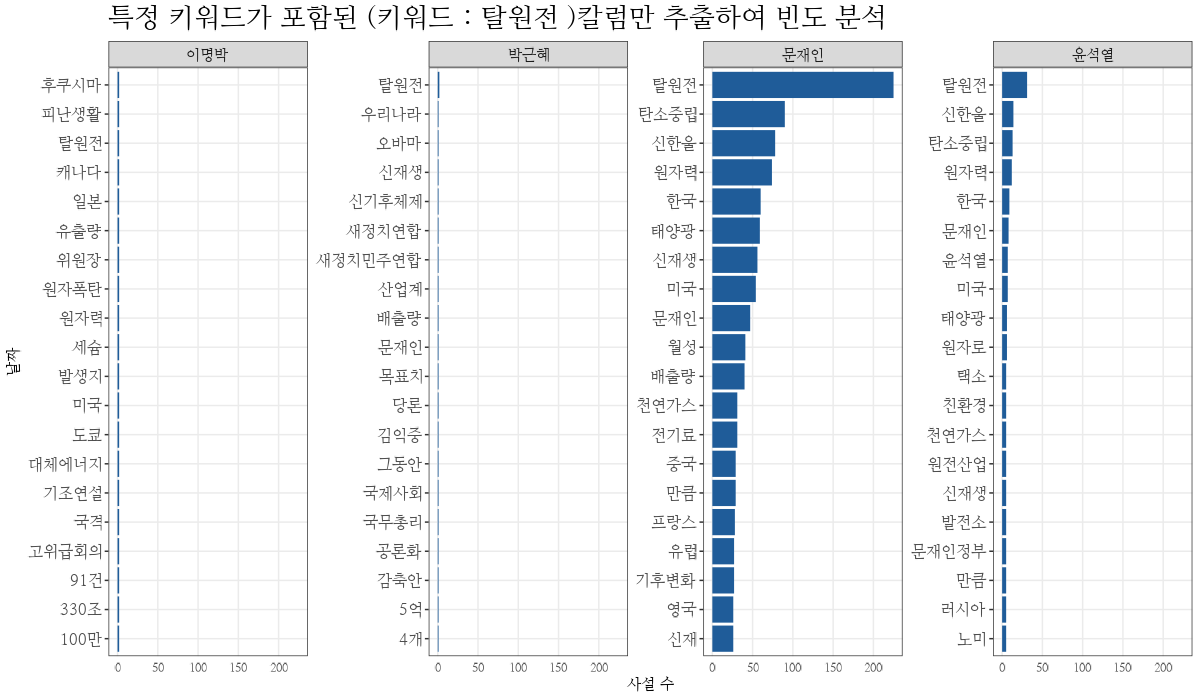 특정 키워드가 포함된 (키워드 : 탈원전 )칼럼만 추출하여 빈도 분석
이명박
후쿠시마
피난생활
탈원전
캐나다
일본
유출량
위원장
원자폭탄
원자력
세슘
발생지
미국
도쿄
대체에너지
기조연설
국격
고위급회의
91건
330조
100만
0 50 100 150 200
박근혜
탈원전
우리나라
오바마
신재생
신기후체제
새정치연합
새정치민주연합
산업계
배출량
문재인
목표치
당론
김익중
그동안
국제사회
국무총리
공론화
감축안
5억
4개
0 50 100 150 200
문재인
탈원전
탄소중립
신한울
원자력
한국
태양광
신재생
미국
문재인
월성
배출량
천연가스
전기료
중국
만큼
프랑스
유럽
기후변화
영국
신재
0 50 100 150 200
윤석열
탈원전
신한울
탄소중립
원자력
한국
문재인
윤석열
미국
태양광
원자로
택소
친환경
천연가스
원전산업
신재생
발전소
문재인정부
만큼
러시아
노미
0 50 100 150 200
날짜
사설 수